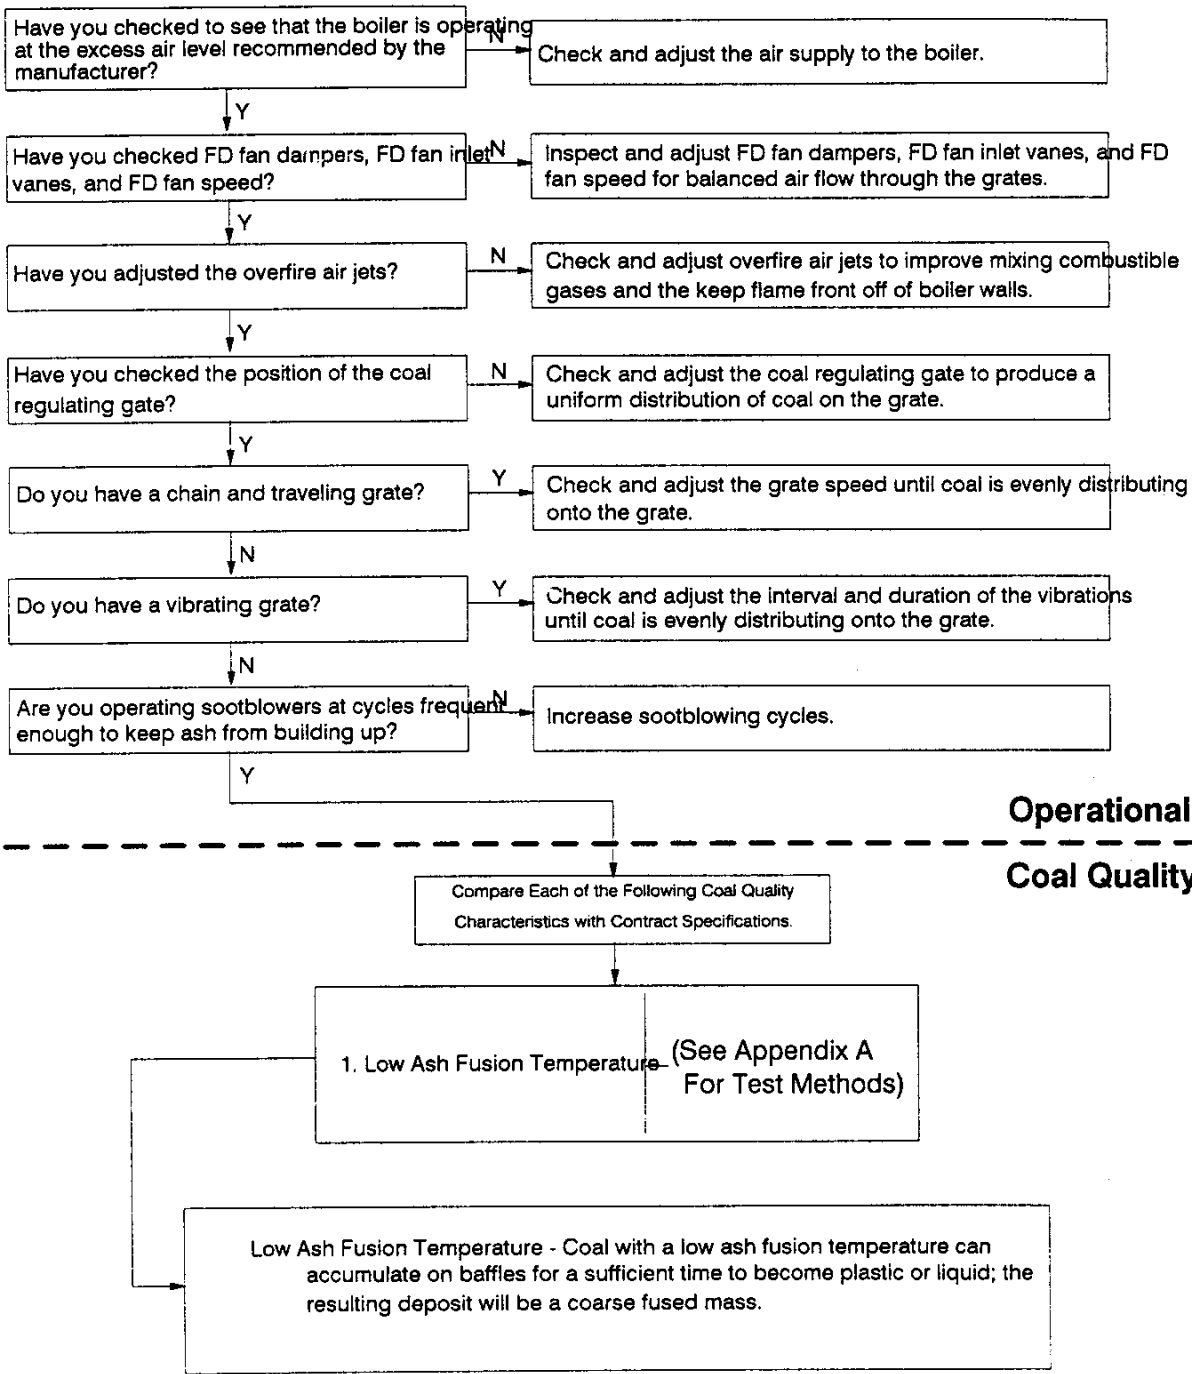 Have you checked to see that the boiler is operating
at the excess air level recommended by the
manufacturer?
N
Check and adjust the air supply to the boiler.
Y
Have you checked FD fan dampers, FD fan inlet
vanes, and FD fan speed?
N
Inspect and adjust FD fan dampers, FD fan inlet vanes, and FD
fan speed for balanced air flow through the grates.
Y
Have you adjusted the overfire air jets?
N
Check and adjust overfire air jets to improve mixing combustible
gases and the keep flame front off of boiler walls.
Y
Have you checked the position of the coal
regulating gate?
N
Check and adjust the coal regulating gate to produce a
uniform distribution of coal on the grate.
Y
Do you have a chain and traveling grate?
Y
Check and adjust the grate speed until coal is evenly distributing
onto the grate.
N
Do you have a vibrating grate?
Y
Check and adjust the interval and duration of the vibrations
until coal is evenly distributing onto the grate.
N
Are you operating sootblowers at cycles frequent
enough to keep ash from building up?
N
Increase sootblowing cycles.
Y
Operational
Coal Quality
Compare Each of the Following Coal Quality
Characteristics with Contract Specifications.
1. Low Ash Fusion Temperature
(See Appendix A
For Test Methods)
Low Ash Fusion Temperature - Coal with a low ash fusion temperature can
accumulate on baffles for a sufficient time to become plastic or liquid; the
resulting deposit will be a coarse fused mass.